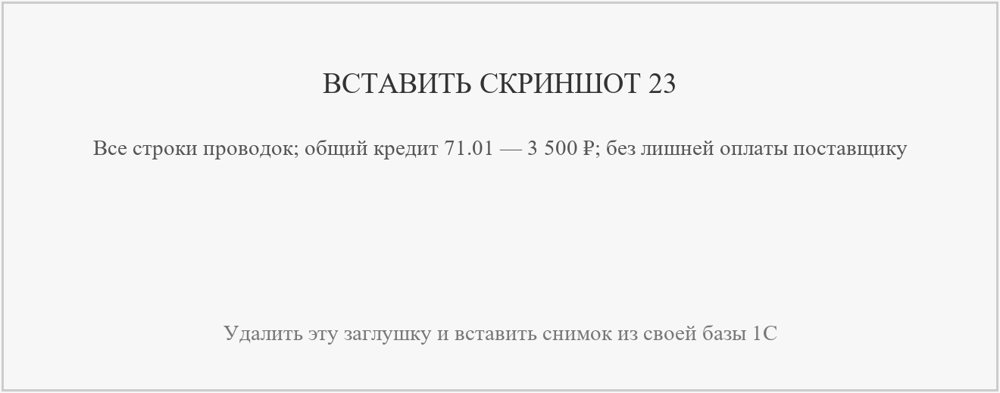 ВСТАВИТЬ СКРИНШОТ 23
Все строки проводок; общий кредит 71.01 — 3 500 ₽; без лишней оплаты поставщику
Удалить эту заглушку и вставить снимок из своей базы 1С